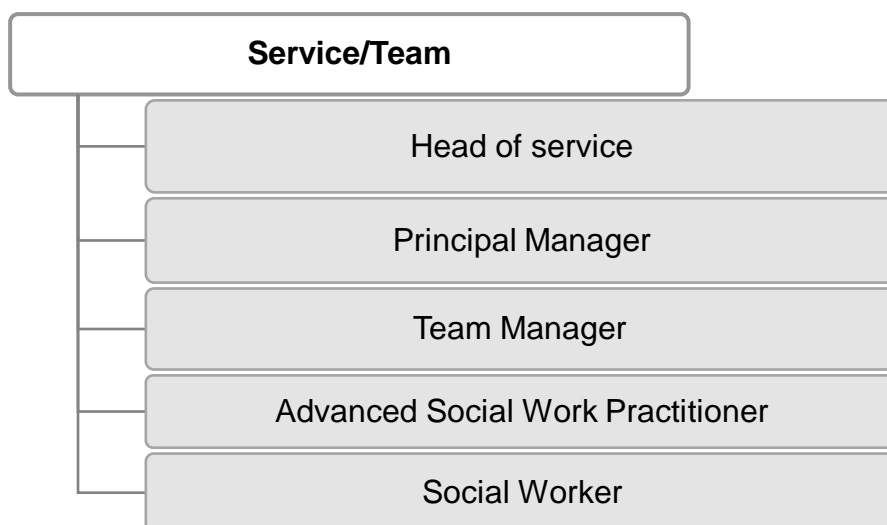 Service/Team
Head of service
Principal Manager
Team Manager
Advanced Social Work Practitioner
Social Worker